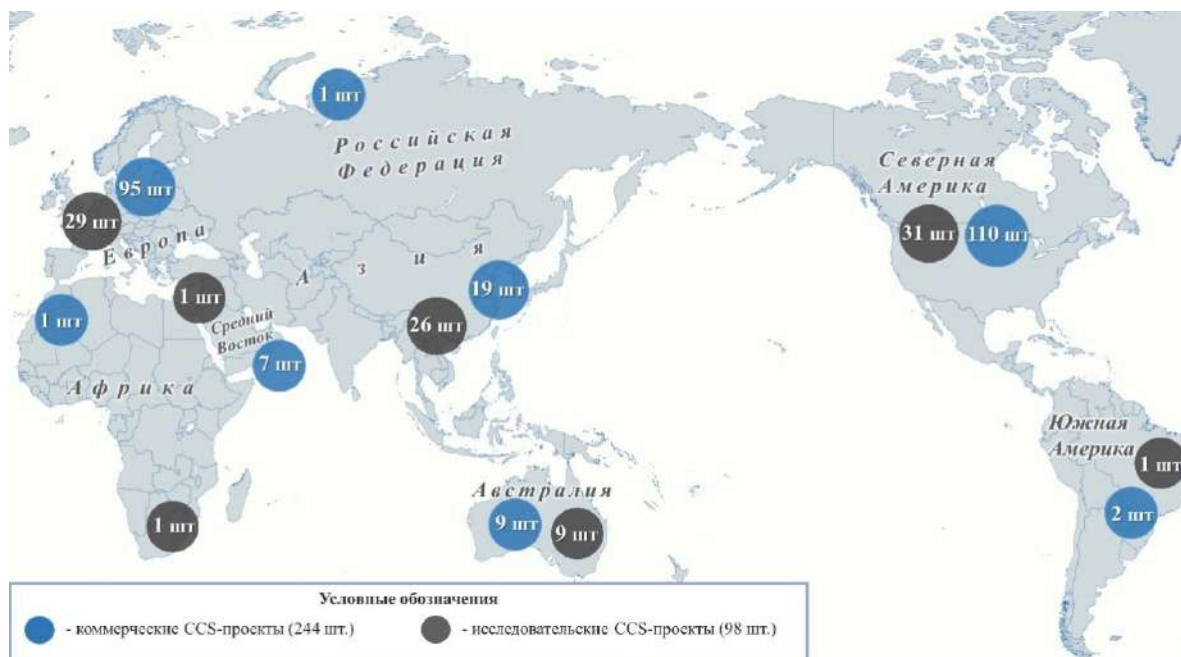 1 шт
Российская
Федерация
Северная
Америка
95 шт
29 шт
31 шт
110 шт
Европа
Азия
1 шт
19 шт
1 шт
26 шт
Средний
Восток
7 шт
Африка
Южная
Америка
1 шт
Австралия
2 шт
1 шт
9 шт
9 шт
Условные обозначения
- коммерческие CCS-проекты (244 шт.)
- исследовательские CCS-проекты (98 шт.)